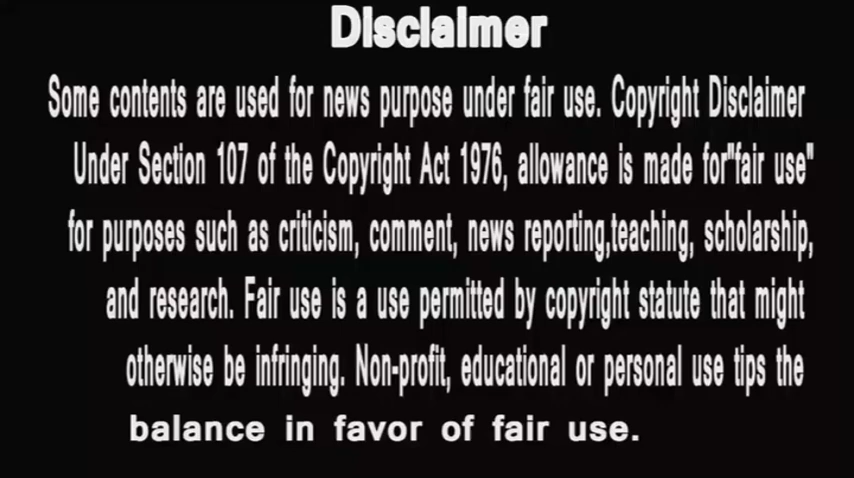 Disclaimer
Some contents are used for news purpose under fair use. Copyright Disclaimer
Under Section 107 of the Copyright Act 1976, allowance is made for"fair use"
for purposes such as criticism, comment, news reporting,teaching, scholarship,
and research. Fair use is a use permitted by copyright statute that might
otherwise be infringing. Non-profit, educational or personal use tips the
balance in favor of fair use.